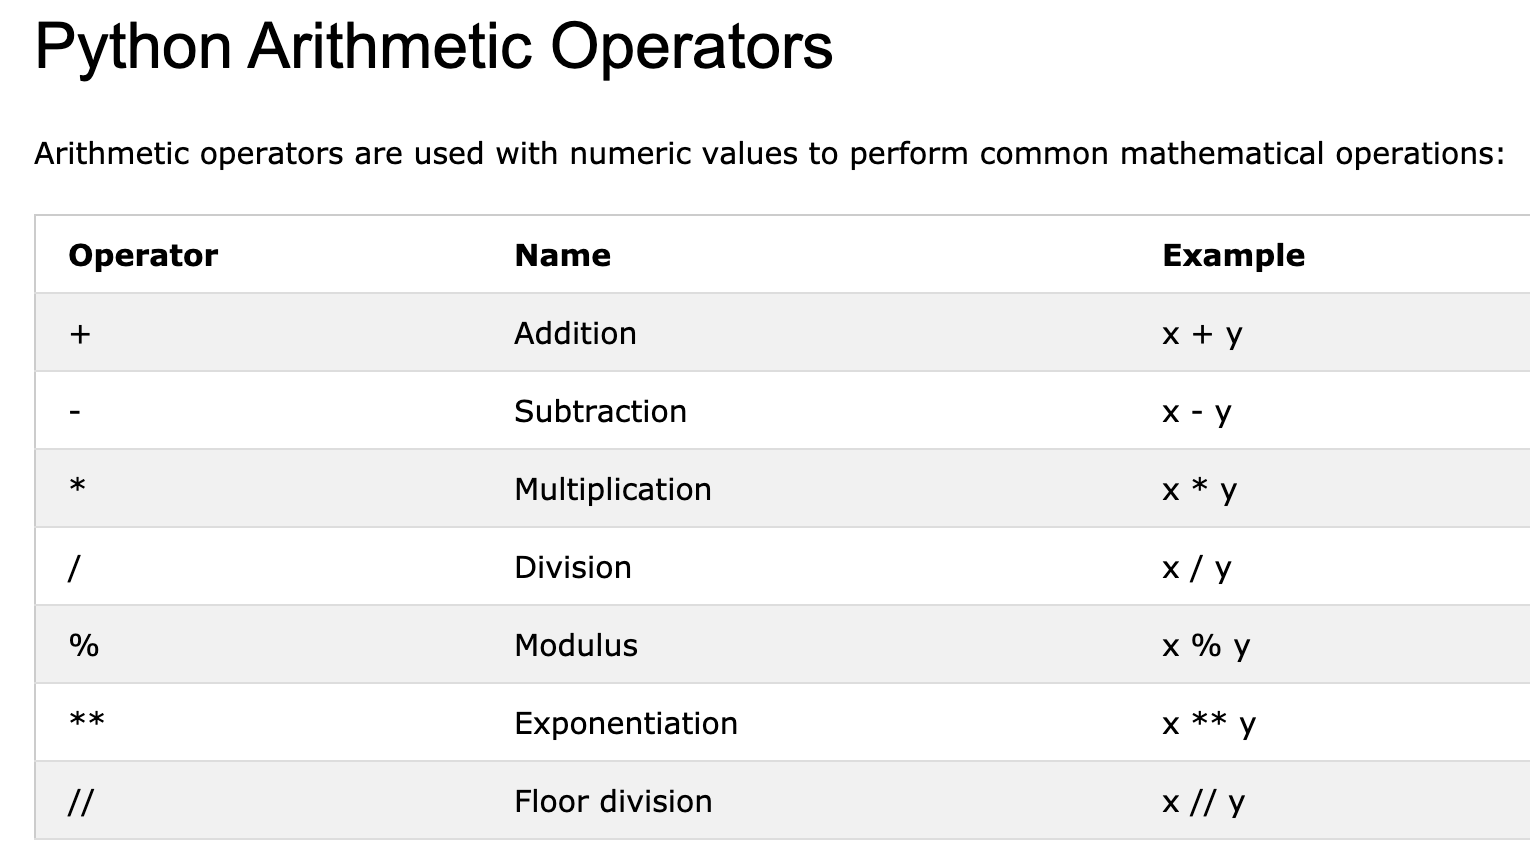 Python Arithmetic Operators
Arithmetic operators are used with numeric values to perform common mathematical operations:
Operator Name Example
+ Addition x + y
- Subtraction x - y
* Multiplication x * y
/ Division x / y
% Modulus x % y
** Exponentiation x ** y
// Floor division x // y